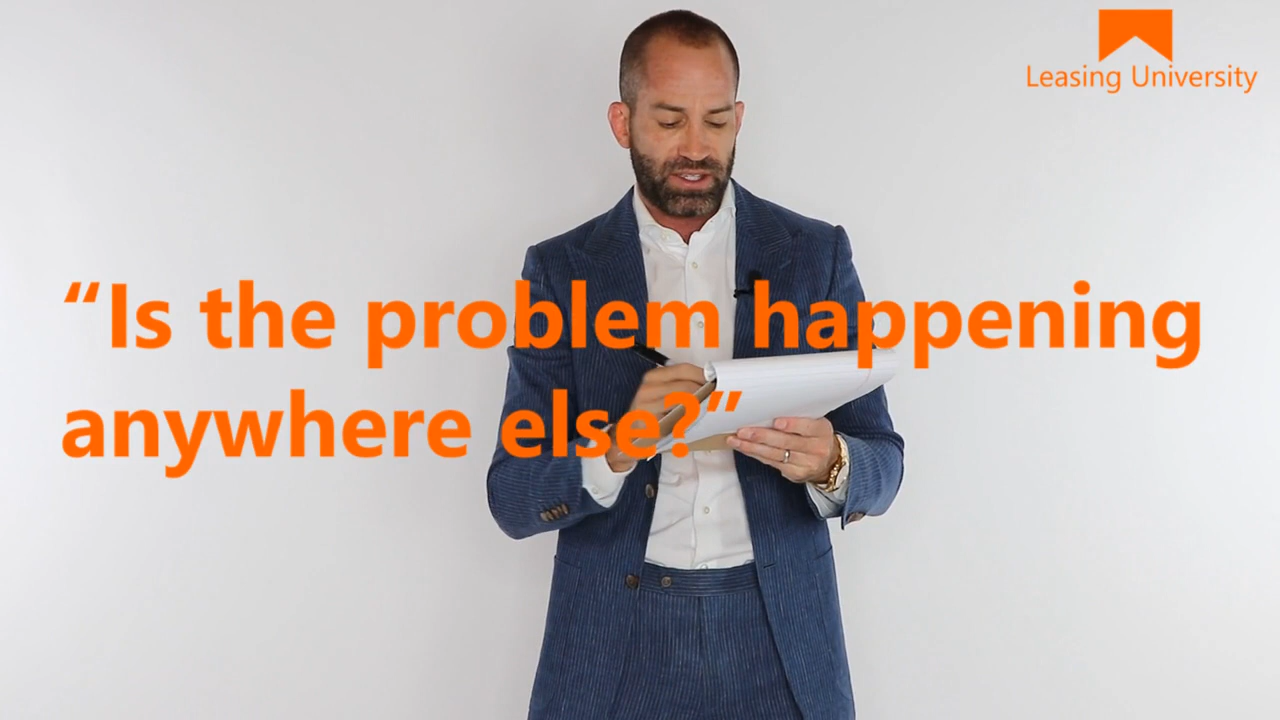 Leasing University
“Is the problem happening
anywhere else?”